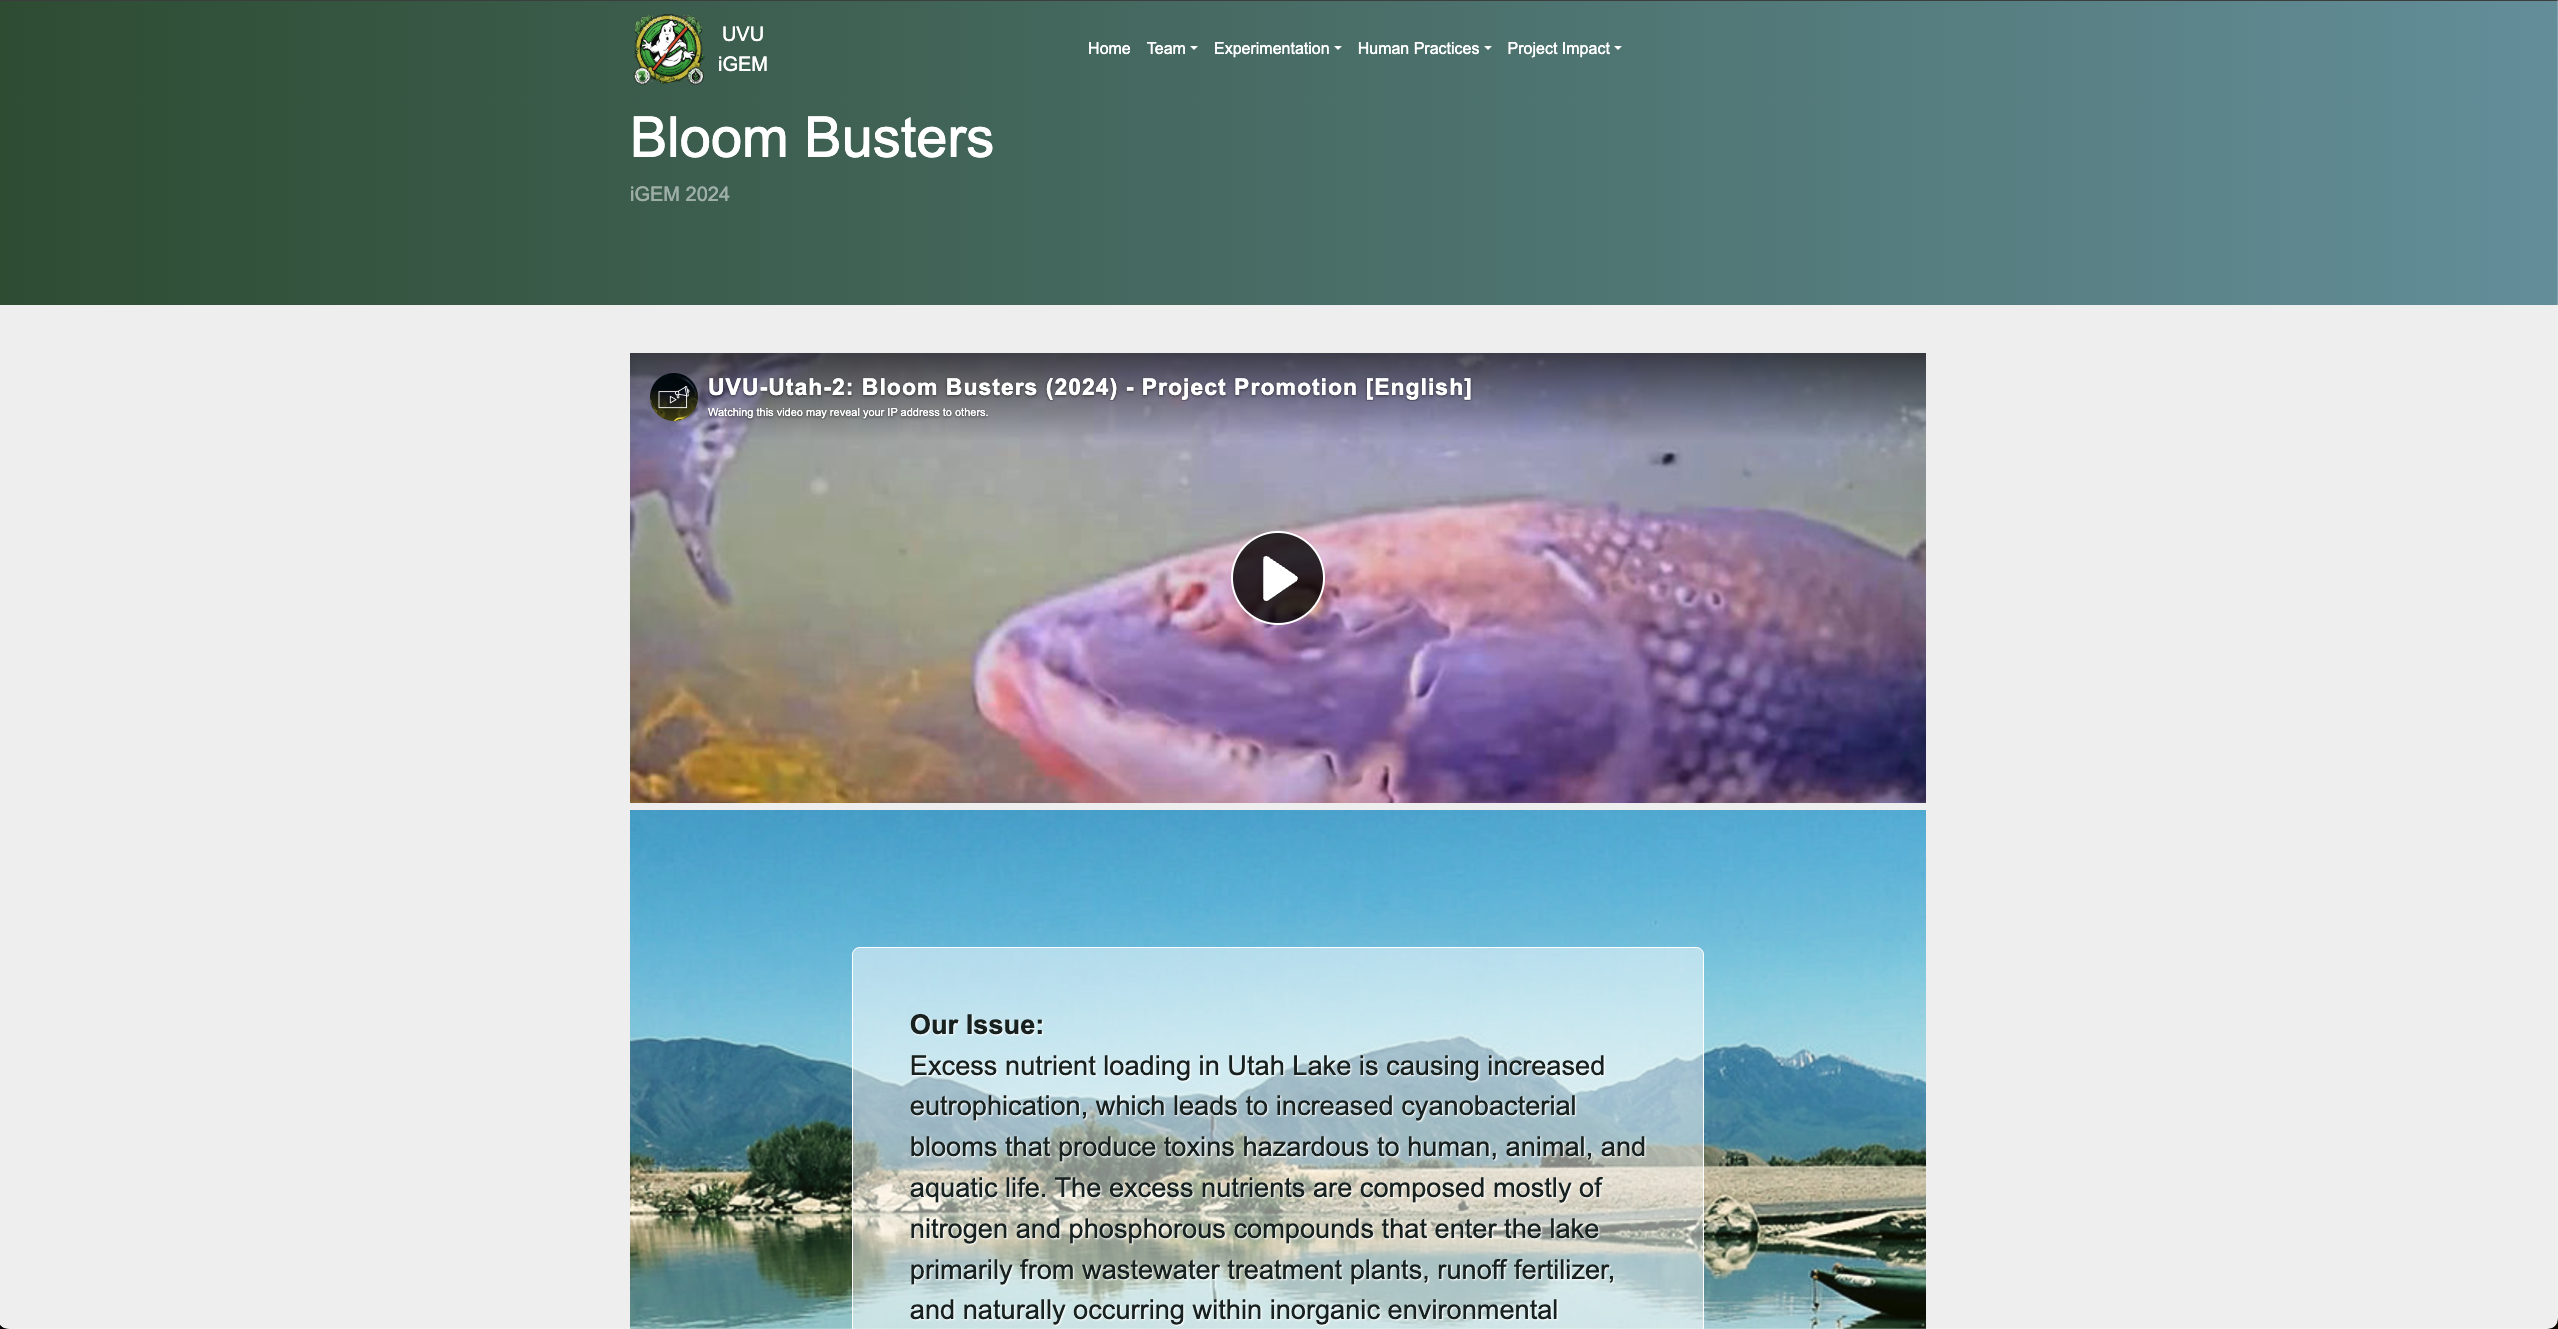 UVU
iGEM
Home Team Experimentation Human Practices Project Impact
Bloom Busters
iGEM 2024
UVU-Utah-2: Bloom Busters (2024) - Project Promotion [English]
Watching this video may reveal your IP address to others.
Our Issue:
Excess nutrient loading in Utah Lake is causing increased
eutrophication, which leads to increased cyanobacterial
blooms that produce toxins hazardous to human, animal, and
aquatic life. The excess nutrients are composed mostly of
nitrogen and phosphorous compounds that enter the lake
primarily from wastewater treatment plants, runoff fertilizer,
and naturally occurring within inorganic environmental